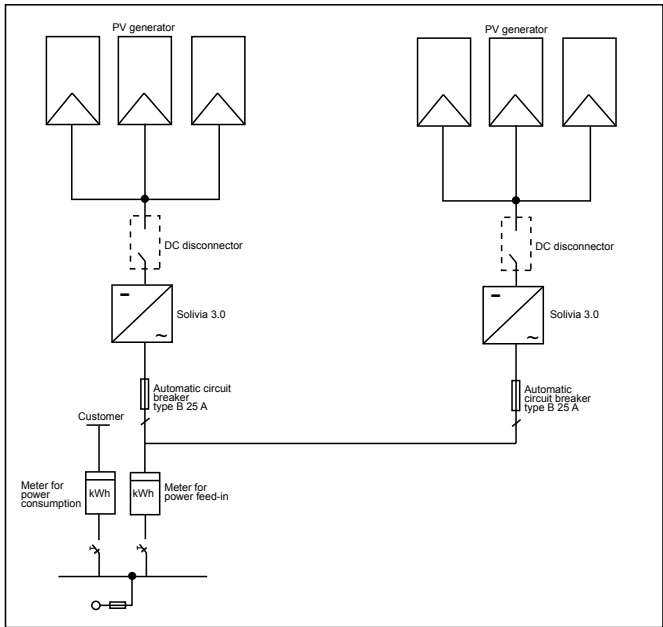 PV generator
PV generator
DC disconnector
DC disconnector
Solivia 3.0
Solivia 3.0
Automatic circuit
breaker
type B 25 A
Automatic
circuit breaker
type B 25 A
Customer
Meter for
power
consumption
kWh
kWh
Meter for
power feed-in